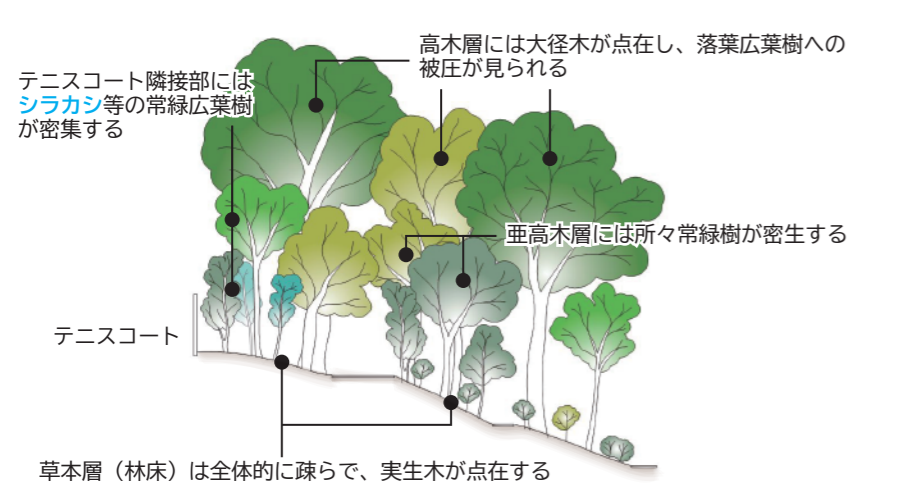 高木層には大径木が点在し、落葉広葉樹への
被圧が見られる
テニスコート隣接部には
シラカシ等の常緑広葉樹
が密集する
亜高木層には所々常緑樹が密生する
テニスコート
草本層（林床）は全体的に疎らで、実生木が点在する